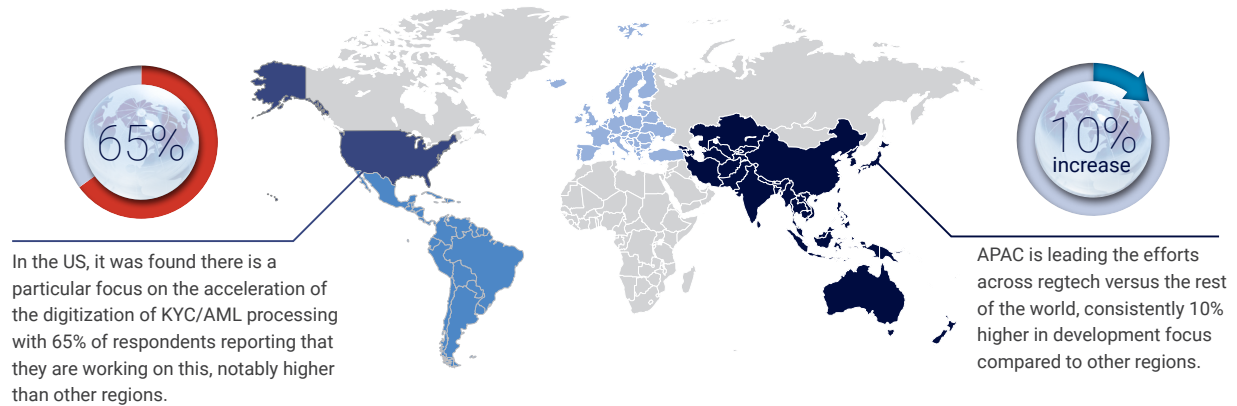 65%
In the US, it was found there is a
particular focus on the acceleration of
the digitization of KYC/AML processing
with 65% of respondents reporting that
they are working on this, notably higher
than other regions.
10%
increase
APAC is leading the efforts
across regtech versus the rest
of the world, consistently 10%
higher in development focus
compared to other regions.